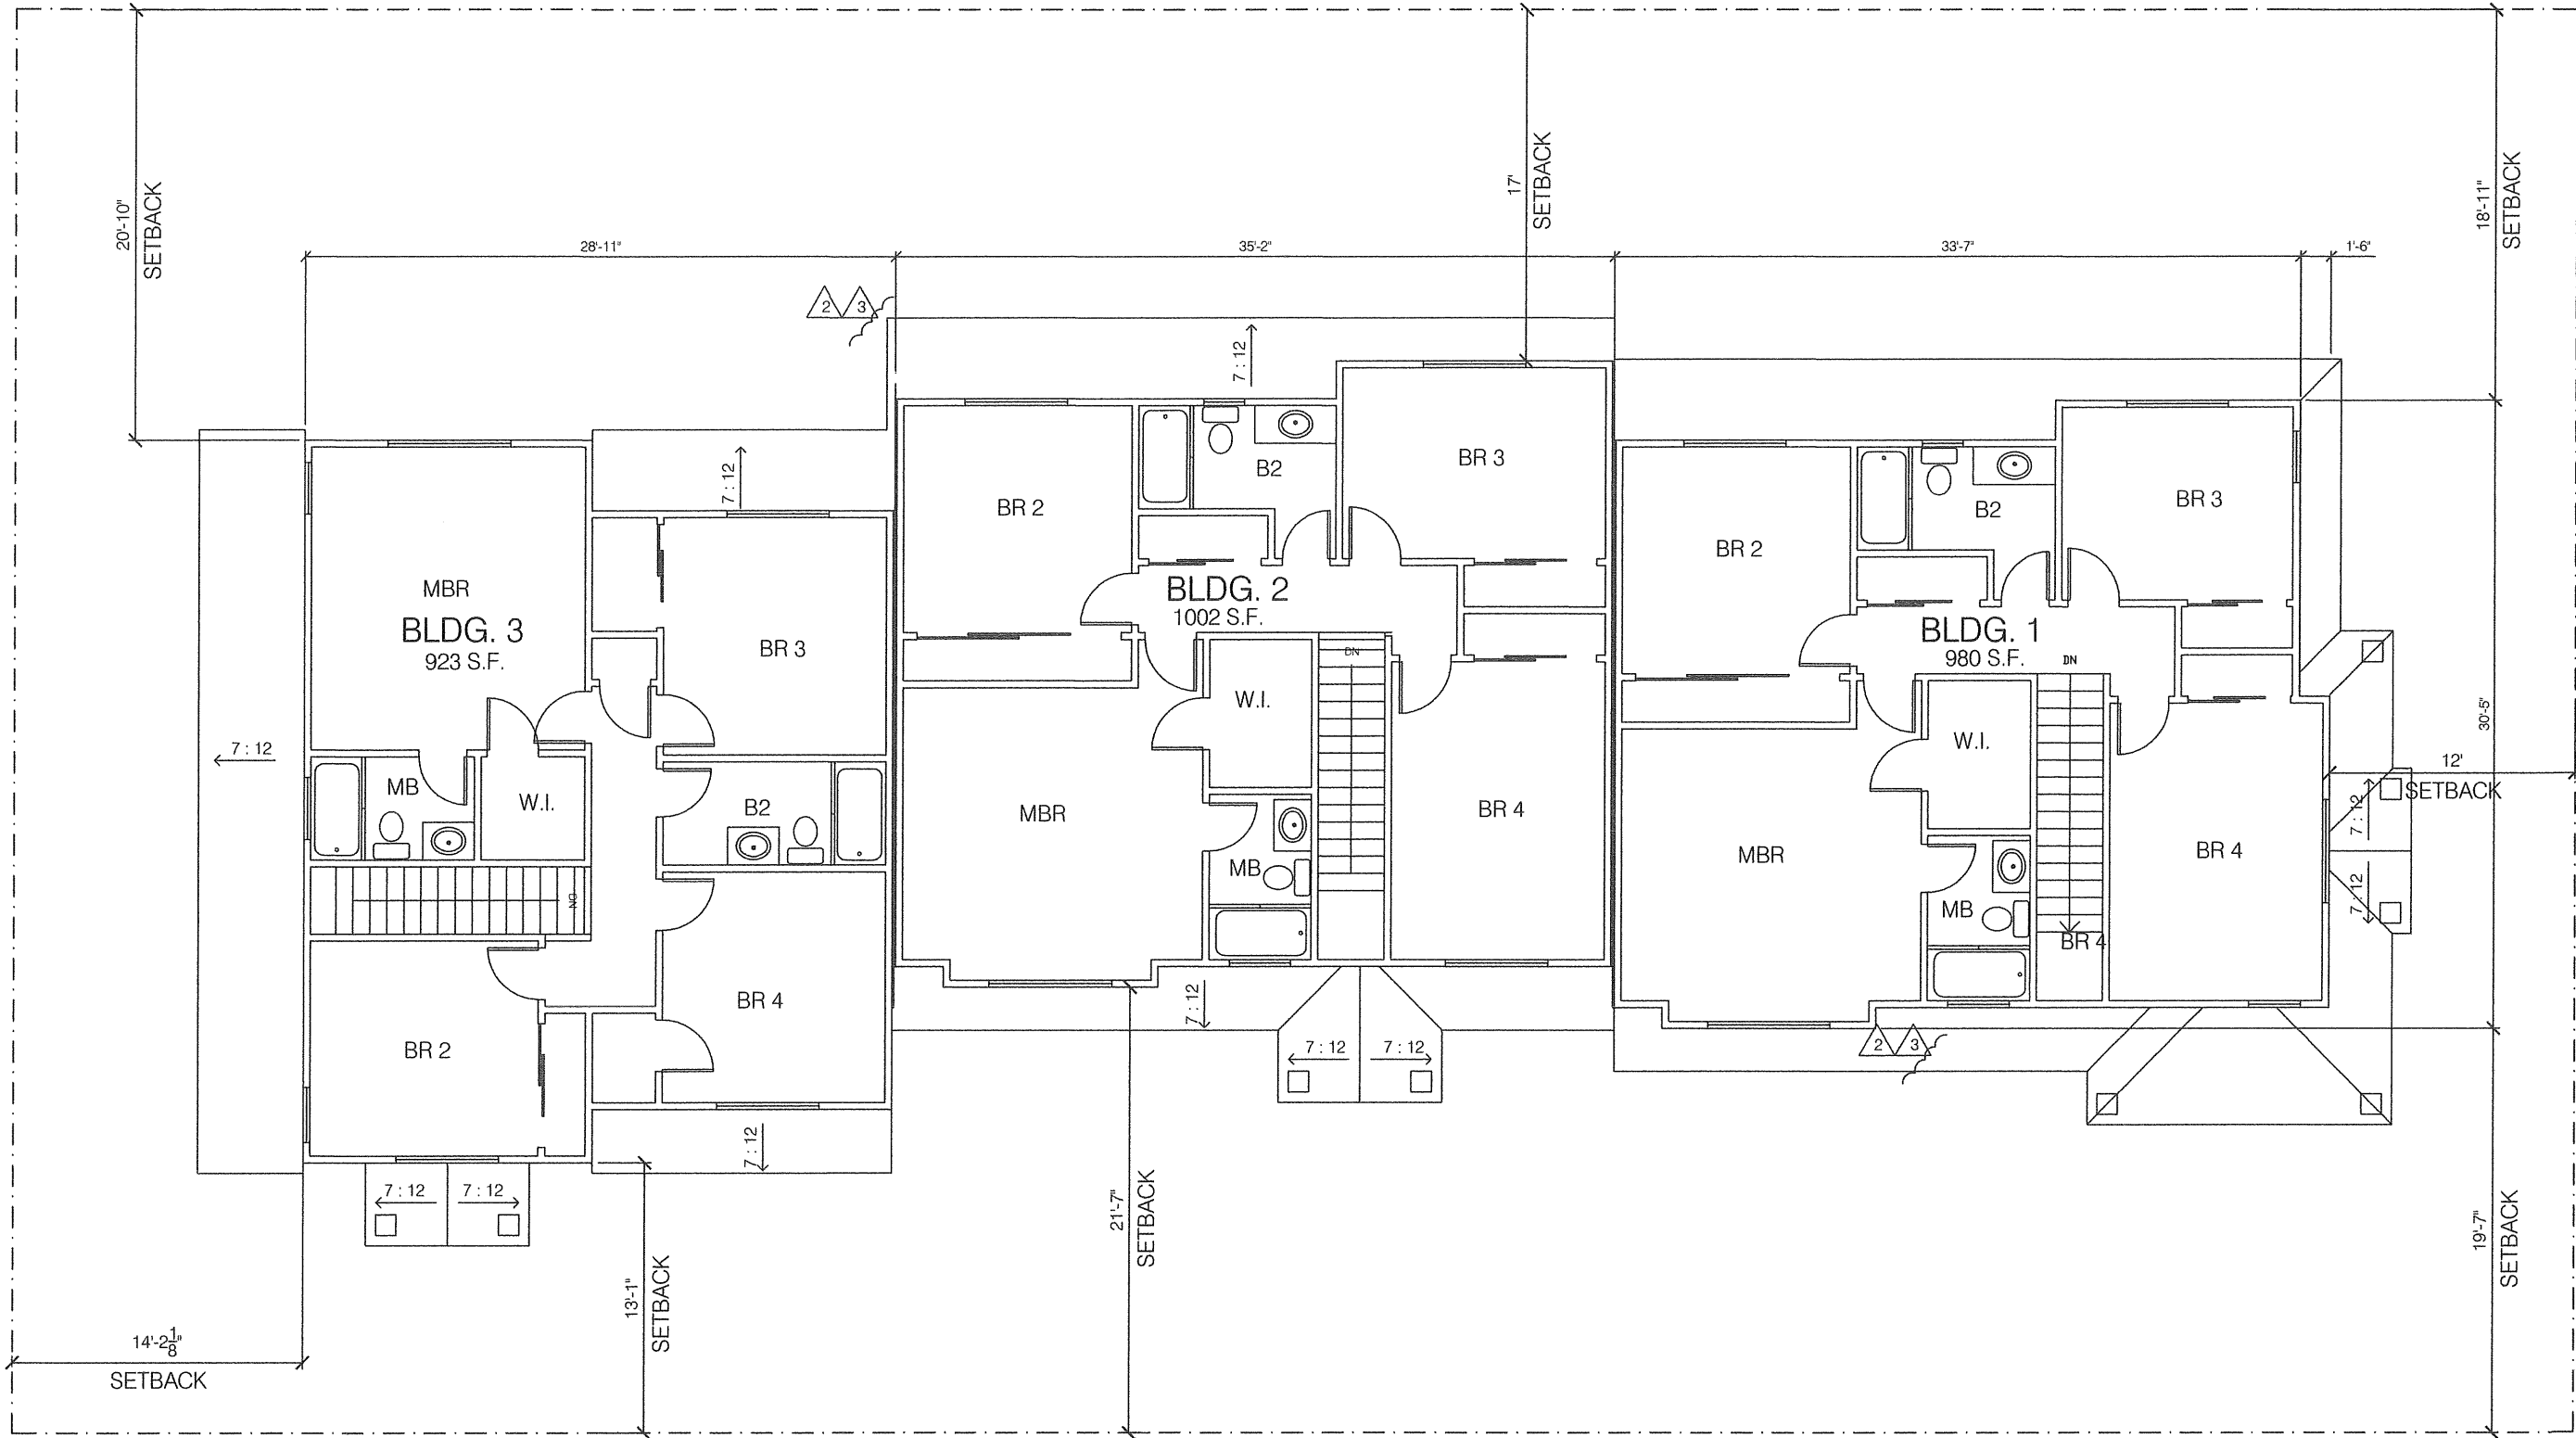 20'-10"
SETBACK
17'
SETBACK
18'-11"
SETBACK
28'-11"
35'-2"
33'-7"
1'-6"
2 3
7 : 12
7 : 12
MBR
BLDG. 3
923 S.F.
BR 3
7 : 12
MB
W.I.
B2
DN
BR 2
BR 4
7 : 12
7 : 12
7 : 12
BR 2
B2
BR 3
BLDG. 2
1002 S.F.
DN
W.I.
MBR
BR 4
MB
7 : 12
7 : 12
7 : 12
BR 2
B2
BR 3
BLDG. 1
980 S.F.
DN
W.I.
MBR
BR 4
MB
BR 4
2 3
30'-5"
12'
SETBACK
7 : 12
7 : 12
14'-2 1/8"
SETBACK
13'-1"
SETBACK
21'-7"
SETBACK
19'-7"
SETBACK